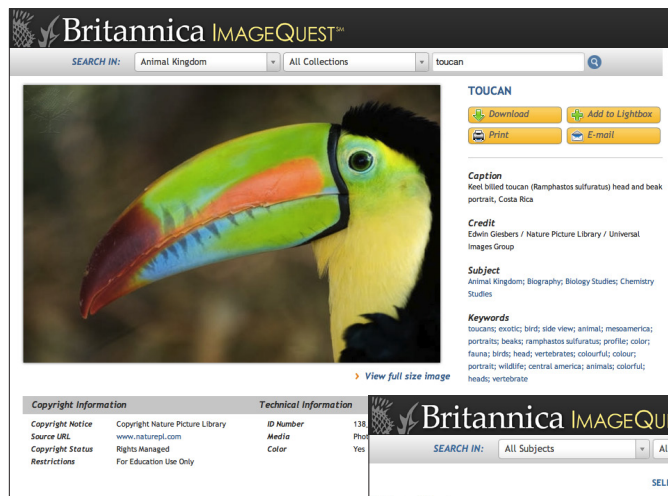 Britannica IMAGEQUEST℠
SEARCH IN: Animal Kingdom All Collections toucan
TOUCAN
Download Add to Lightbox
Print E-mail
Caption
Keel billed toucan (Ramphastos sulfuratus) head and beak
portrait, Costa Rica
Credit
Edwin Giesbers / Nature Picture Library / Universal
Images Group
Subject
Animal Kingdom; Biography; Biology Studies; Chemistry
Studies
Keywords
toucans; exotic; bird; side view; animal; mesoamerica;
portraits; beaks; ramphastos sulfuratus; profile; color;
fauna; birds; head; vertebrates; colourful; colour;
portrait; wildlife; central america; animals; colorful;
heads; vertebrate
› View full size image
Copyright Information
Copyright Notice Copyright Nature Picture Library
Source URL www.naturepl.com
Copyright Status Rights Managed
Restrictions For Education Use Only
Technical Information
ID Number 138_
Media Phot
Color Yes
Britannica IMAGEQU
SEARCH IN: All Subjects Al
SEL